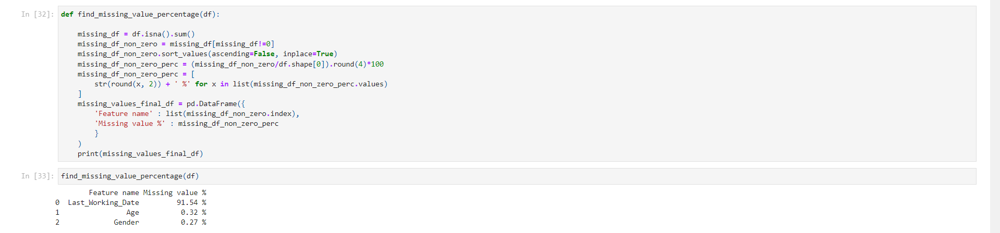 In [32]: def find_missing_value_percentage(df):
missing_df = df.isna().sum()
missing_df_non_zero = missing_df[missing_df!=0]
missing_df_non_zero.sort_values(ascending=False, inplace=True)
missing_df_non_zero_perc = (missing_df_non_zero/df.shape[0]).round(4)*100
missing_df_non_zero_perc = [
str(round(x, 2)) + ' %' for x in list(missing_df_non_zero_perc.values)
]
missing_values_final_df = pd.DataFrame({
'Feature name' : list(missing_df_non_zero.index),
'Missing value %' : missing_df_non_zero_perc
}
)
print(missing_values_final_df)
In [33]: find_missing_value_percentage(df)
Feature name Missing value %
0 Last_Working_Date 91.54 %
1 Age 0.32 %
2 Gender 0.27 %